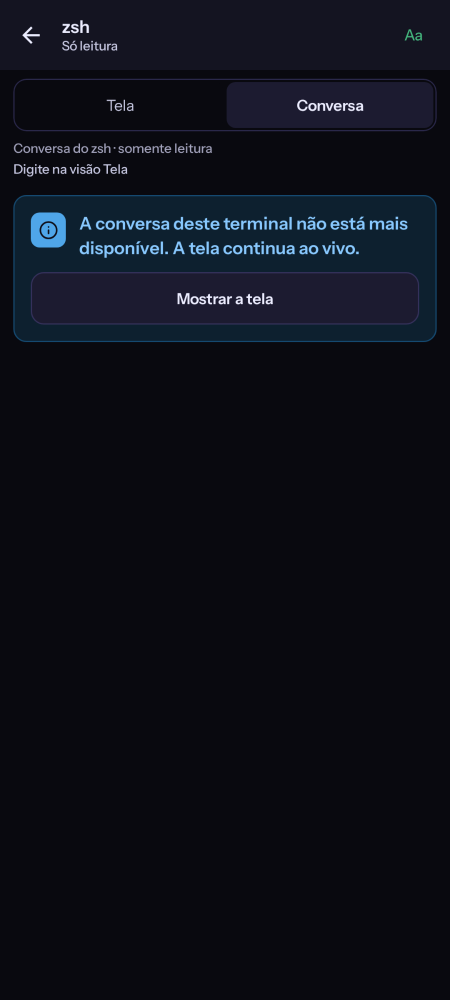 zsh
Só leitura
Aa
Tela
Conversa
Conversa do zsh · somente leitura
Digite na visão Tela
A conversa deste terminal não está mais
disponível. A tela continua ao vivo.
Mostrar a tela